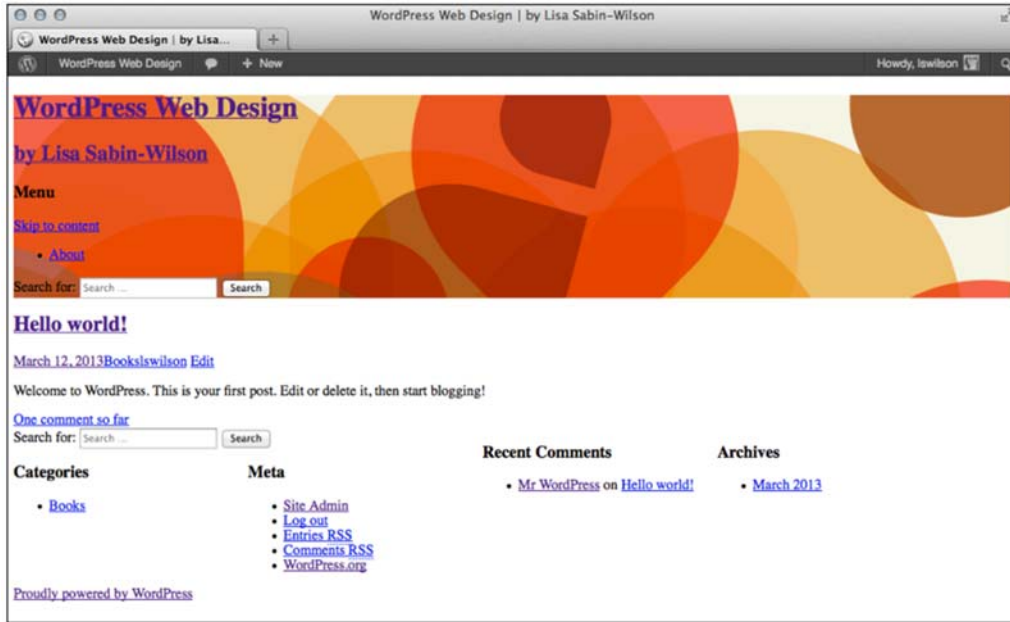 WordPress Web Design | by Lisa Sabin-Wilson
WordPress Web Design | by Lisa...
WordPress Web Design + New Howdy, lswilson
WordPress Web Design
by Lisa Sabin-Wilson
Menu
Skip to content
• About
Search for: Search ... Search
Hello world!
March 12, 2013Bookslswilson Edit
Welcome to WordPress. This is your first post. Edit or delete it, then start blogging!
One comment so far
Search for: Search ... Search
Categories
• Books
Meta
• Site Admin
• Log out
• Entries RSS
• Comments RSS
• WordPress.org
Recent Comments
• Mr WordPress on Hello world!
Archives
• March 2013
Proudly powered by WordPress